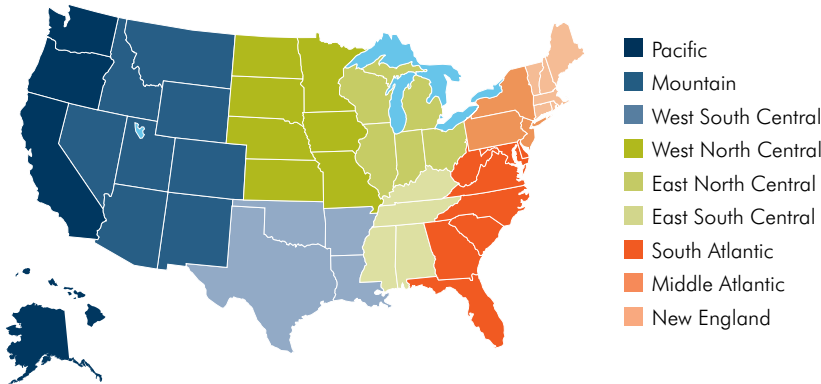 Pacific
Mountain
West South Central
West North Central
East North Central
East South Central
South Atlantic
Middle Atlantic
New England